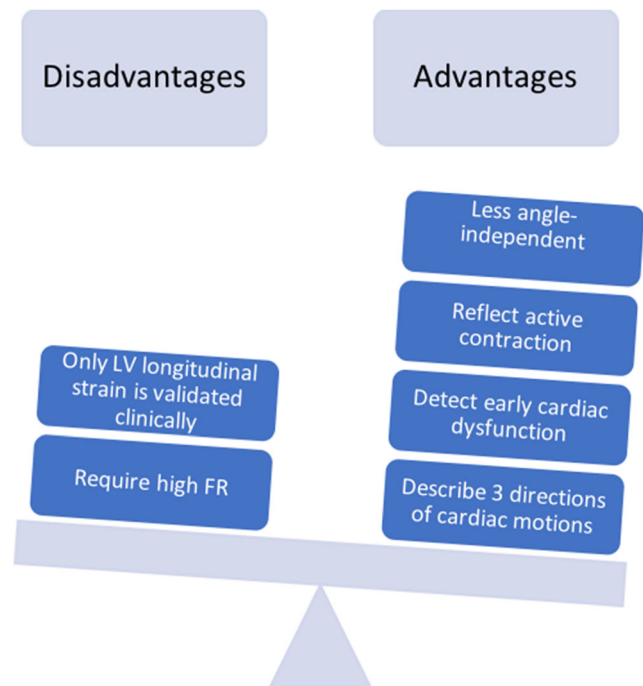 Disadvantages
Advantages
Less angle-
independent
Reflect active
contraction
Only LV longitudinal
strain is validated
clinically
Detect early cardiac
dysfunction
Require high FR
Describe 3 directions
of cardiac motions